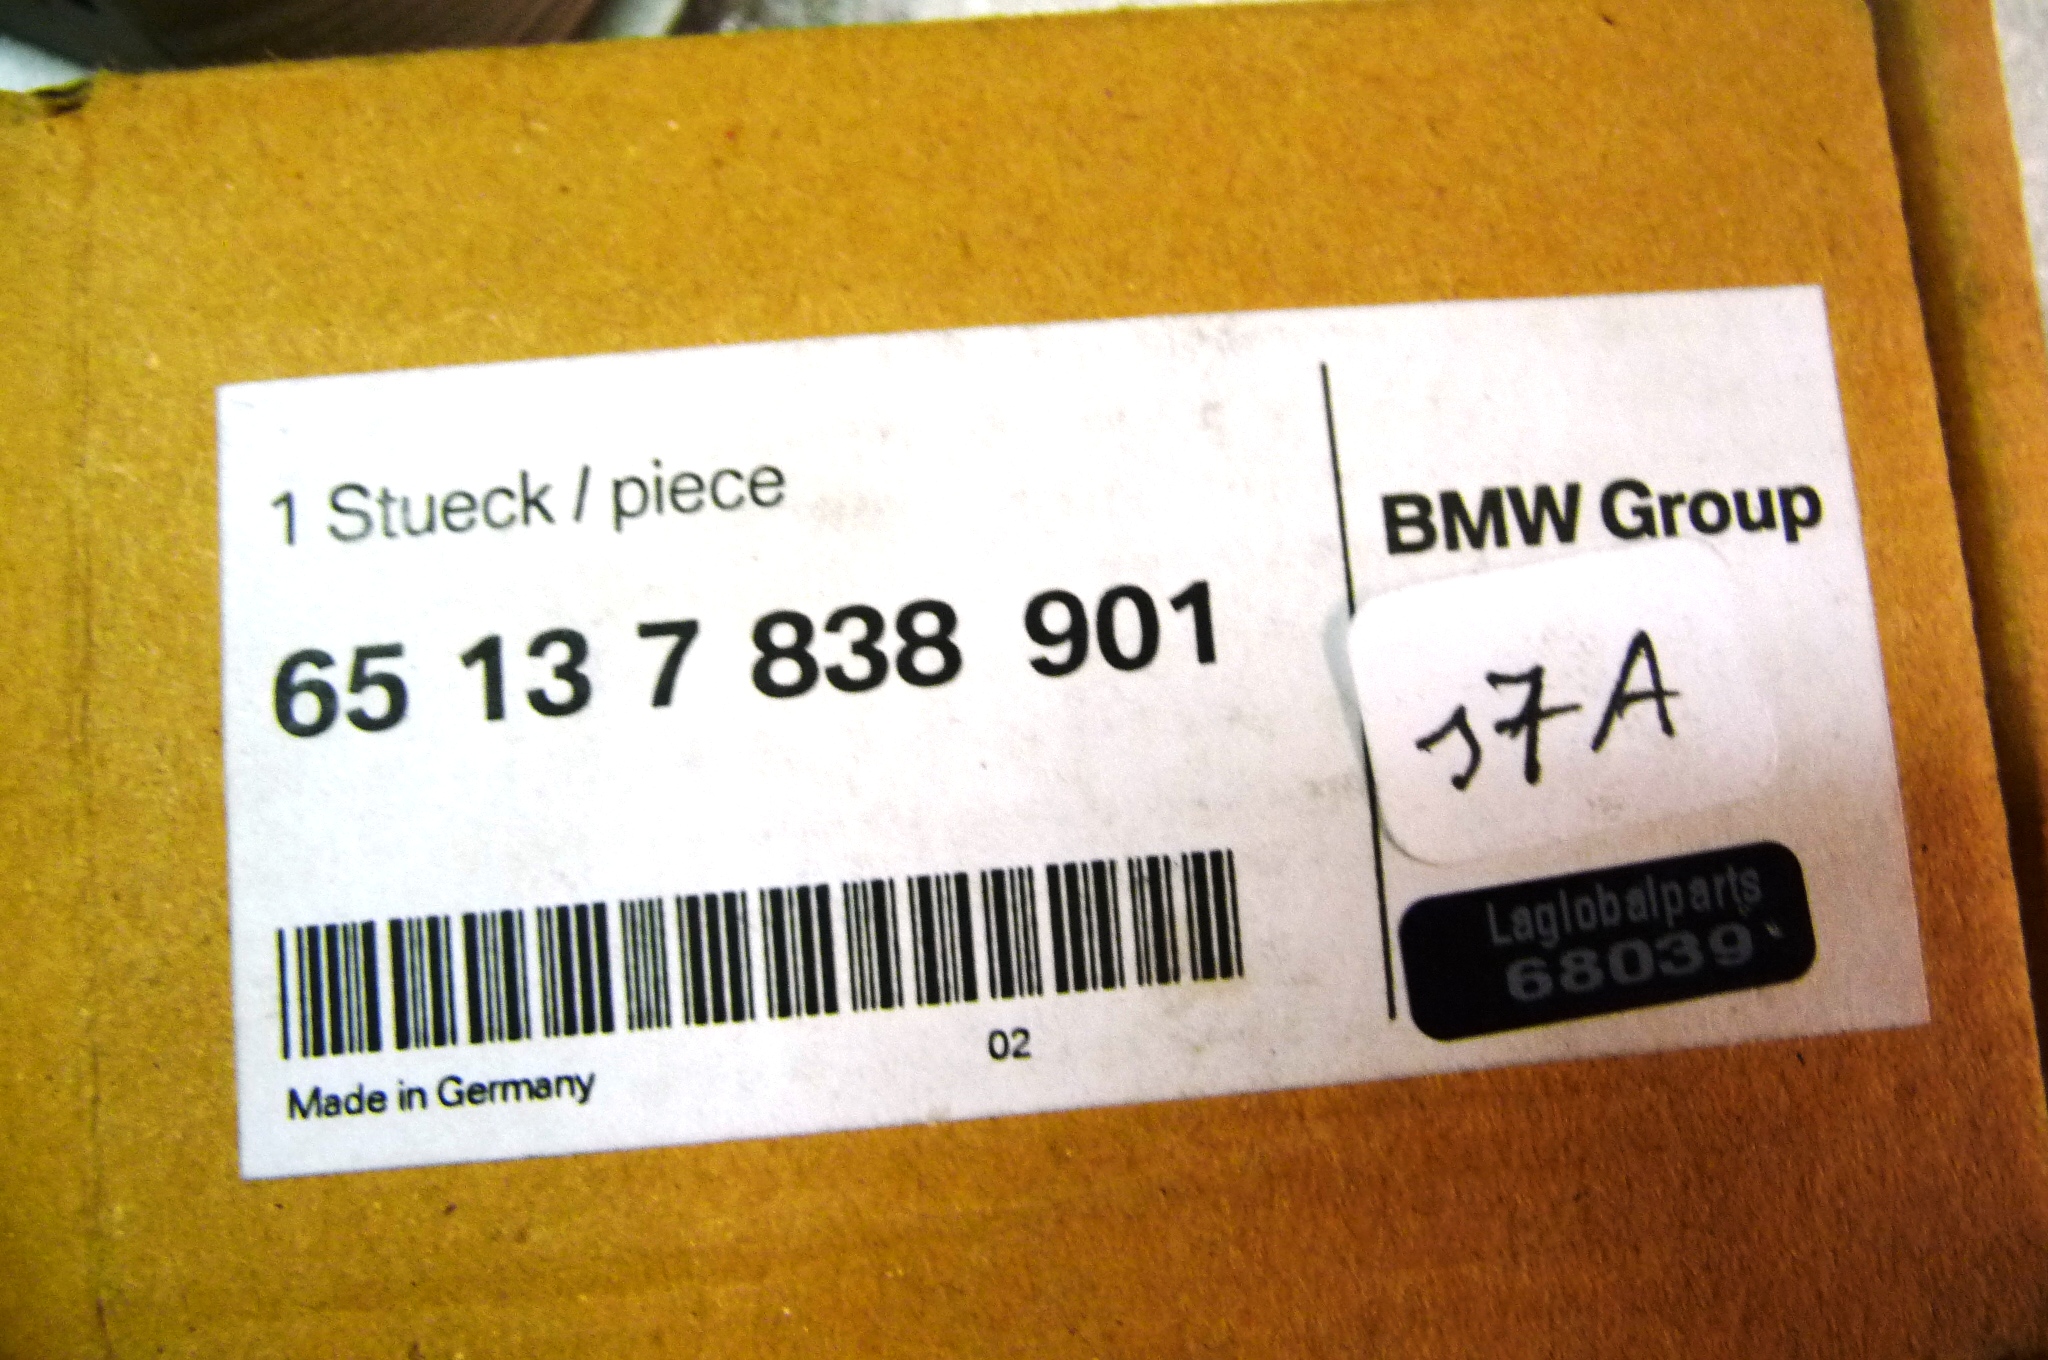 1 Stueck / piece
65 13 7 838 901
02
Made in Germany
BMW Group
17A
Laglobalparts
68039